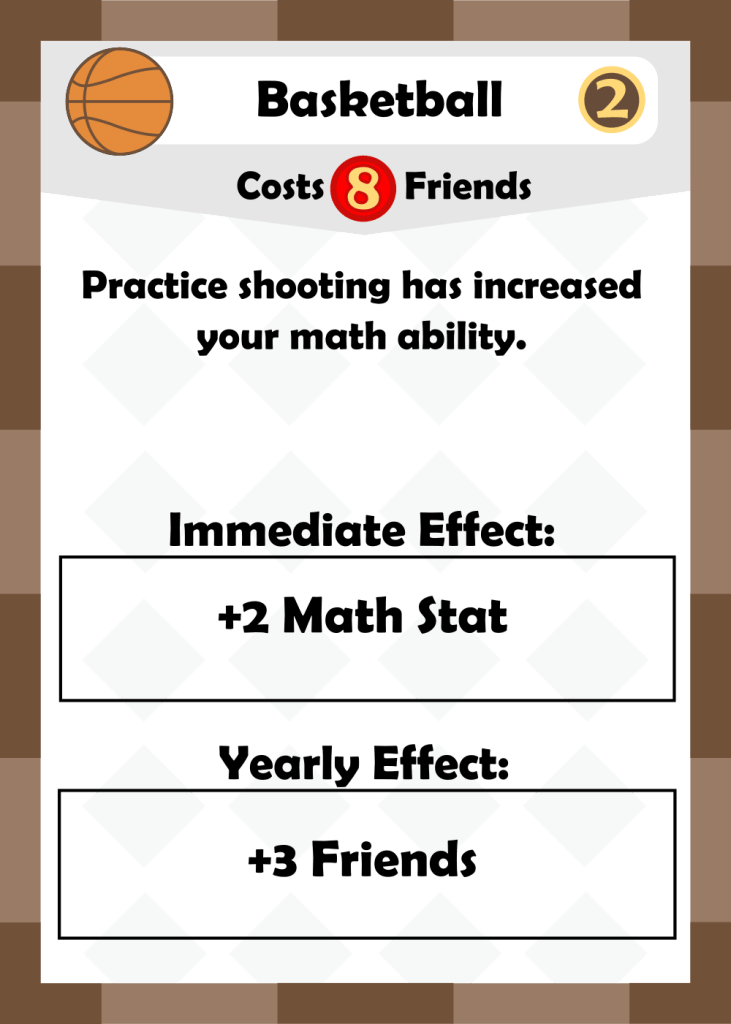 Basketball 2
Costs 8 Friends
Practice shooting has increased
your math ability.
Immediate Effect:
+2 Math Stat
Yearly Effect:
+3 Friends